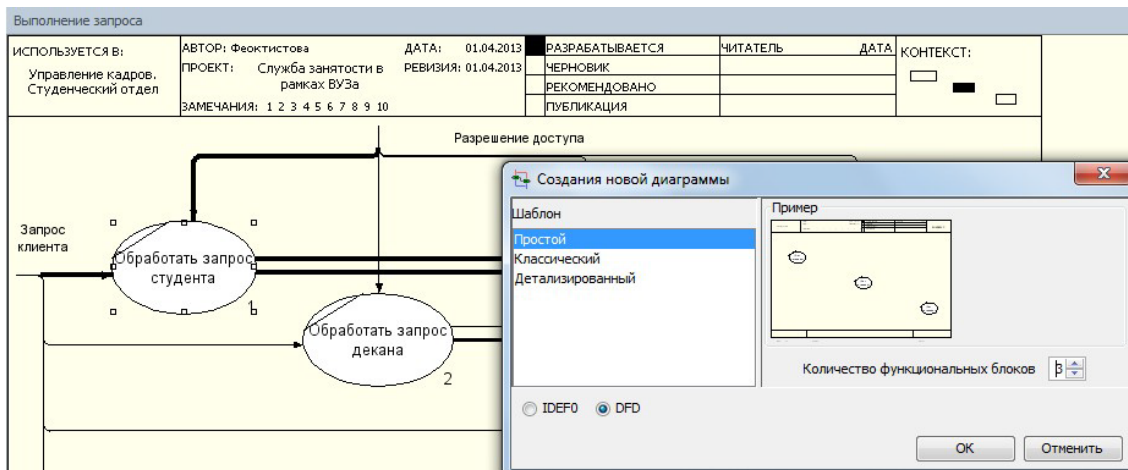 Выполнение запроса
ИСПОЛЬЗУЕТСЯ В:
Управление кадров.
Студенческий отдел
АВТОР: Феоктистова
ДАТА: 01.04.2013
ПРОЕКТ: Служба занятости в
рамках ВУЗа
РЕВИЗИЯ: 01.04.2013
ЗАМЕЧАНИЯ: 1 2 3 4 5 6 7 8 9 10
РАЗРАБАТЫВАЕТСЯ
ЧЕРНОВИК
РЕКОМЕНДОВАНО
ПУБЛИКАЦИЯ
ЧИТАТЕЛЬ ДАТА
КОНТЕКСТ:
Разрешение доступа
Запрос
клиента
Обработать запрос
студента
1
Обработать запрос
декана
2
Создания новой диаграммы
Шаблон
Простой
Классический
Детализированный
Пример
Количество функциональных блоков 3
IDEF0 DFD
OK Отменить